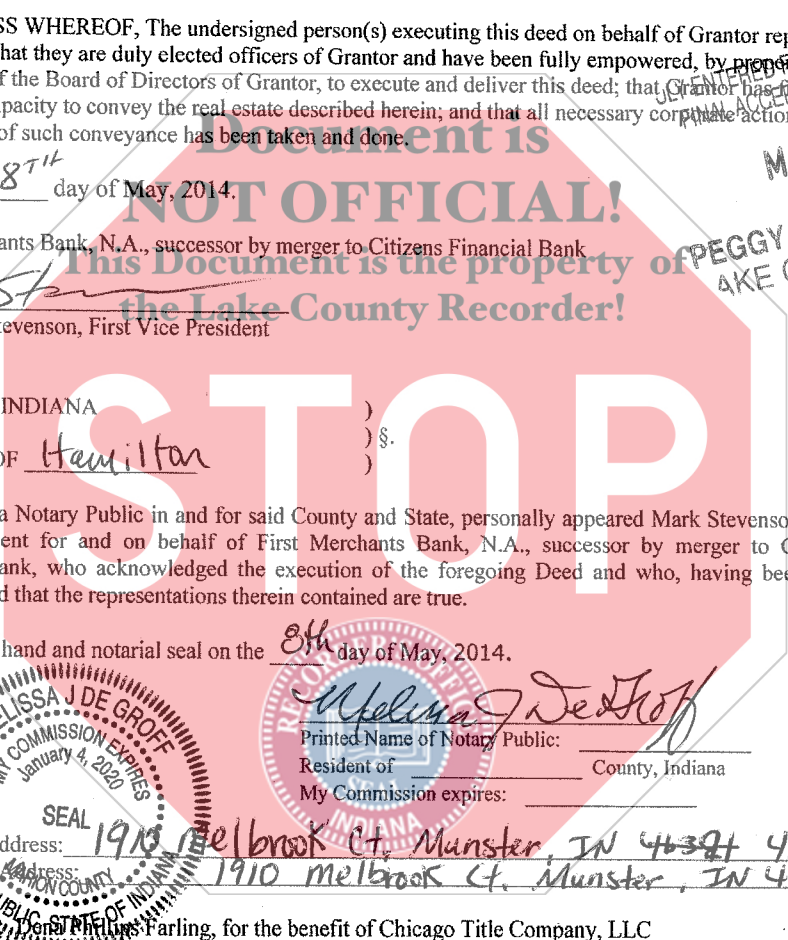 SS WHEREOF, The undersigned person(s) executing this deed on behalf of Grantor rep
hat they are duly elected officers of Grantor and have been fully empowered, by proper
f the Board of Directors of Grantor, to execute and deliver this deed; that Grantor has f
pacity to convey the real estate described herein; and that all necessary corporate action
of such conveyance has been taken and done.
Document is
NOT OFFICIAL!
This Document is the property of
the Lake County Recorder!
8TH day of May, 2014.
ants Bank, N.A., successor by merger to Citizens Financial Bank
PEGGY
AKE C
tevenson, First Vice President
STOP
INDIANA )
) §.
OF Hamilton )
a Notary Public in and for said County and State, personally appeared Mark Stevenso
ent for and on behalf of First Merchants Bank, N.A., successor by merger to C
ank, who acknowledged the execution of the foregoing Deed and who, having bee
d that the representations therein contained are true.
hand and notarial seal on the 8th day of May, 2014.
RECORDER'S OFFICE
SEAL
INDIANA
Melissa J DeGroff
Printed Name of Notary Public:
Resident of County, Indiana
My Commission expires:
ELISSA J DE GROFF
MY COMMISSION EXPIRES
January 4, 2020
SEAL
MARION COUNTY
PUBLIC, STATE OF INDIANA
ddress: 1910 Melbrook Ct, Munster, IN 46321 4
Address: 1910 Melbrook Ct. Munster, IN 4
Dena Phillips Farling, for the benefit of Chicago Title Company, LLC